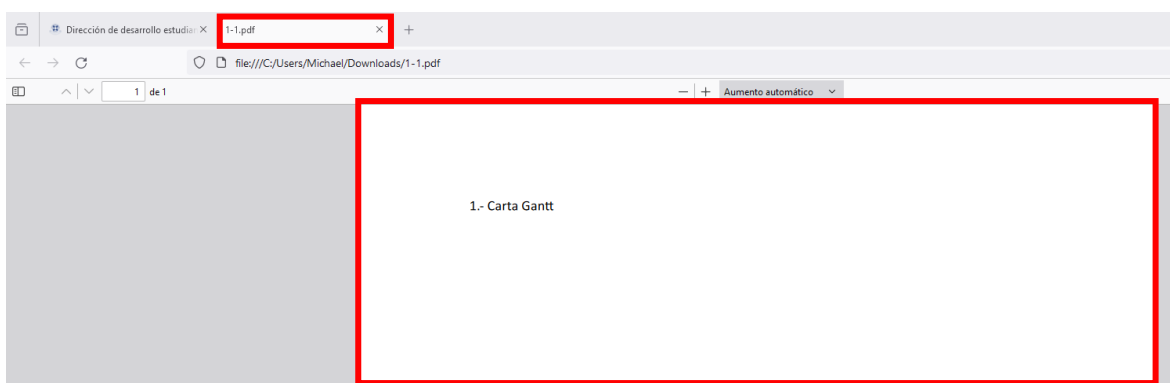 Dirección de desarrollo estudian
1-1.pdf
file:///C:/Users/Michael/Downloads/1-1.pdf
1 de 1
Aumento automático
1.- Carta Gantt